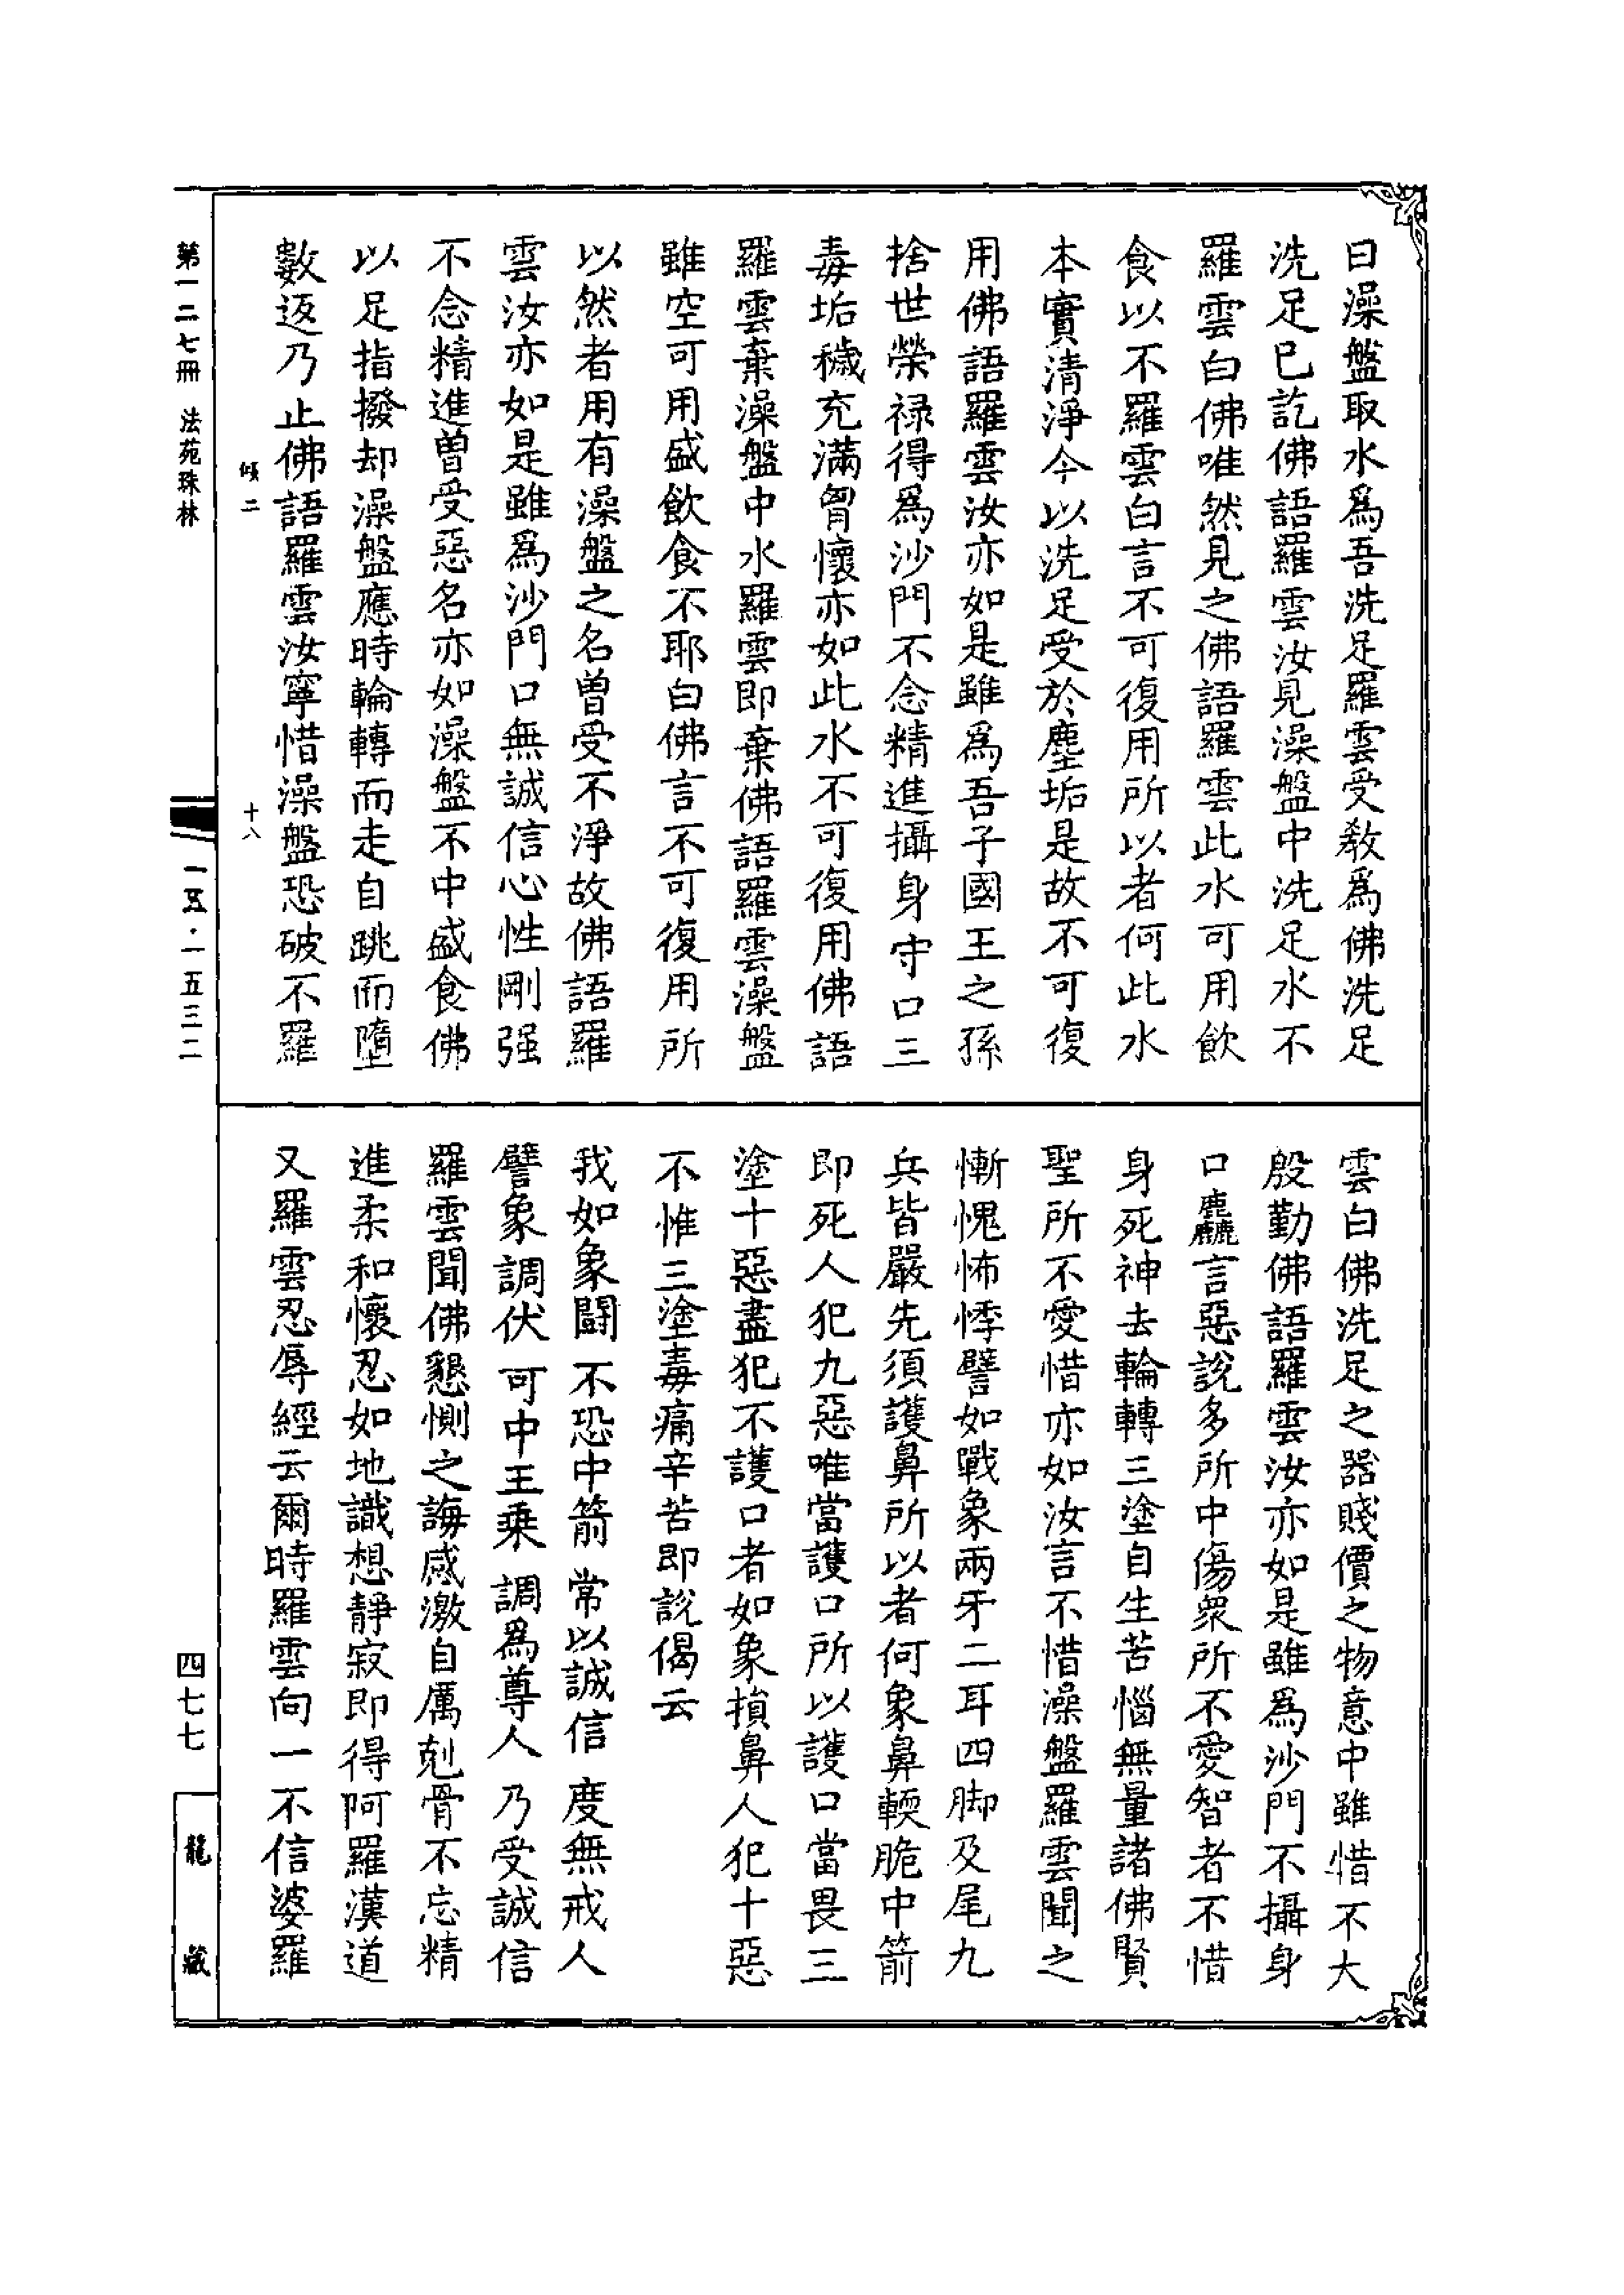 曰澡盤取水爲吾洗足羅雲受敎爲佛洗足
洗足已訖佛語羅雲汝見澡盤中洗足水不
羅雲白佛唯然見之佛語羅雲此水可用飲
食以不羅雲白言不可復用所以者何此水
本實清淨今以洗足受於塵垢是故不可復
用佛語羅雲汝亦如是雖爲吾子國王之孫
捨世榮禄得爲沙門不念精進攝身守口三
毒垢穢充滿胷懷亦如此水不可復用佛語
羅雲棄澡盤中水羅雲即棄佛語羅雲澡盤
雖空可用盛飲食不耶白佛言不可復用所
以然者用有澡盤之名曾受不淨故佛語羅
雲汝亦如是雖爲沙門口無誠信心性剛强
不念精進曾受惡名亦如澡盤不中盛食佛
以足指撥却澡盤應時輪轉而走自跳而墮
數返乃止佛語羅雲汝寧惜澡盤恐破不羅
雲白佛洗足之器賤價之物意中雖惜不大
殷勤佛語羅雲汝亦如是雖爲沙門不攝身
口麤言惡說多所中傷衆所不愛智者不惜
身死神去輪轉三塗自生苦惱無量諸佛賢
聖所不愛惜亦如汝言不惜澡盤羅雲聞之
慚愧怖悸譬如戰象兩牙二耳四脚及尾九
兵皆嚴先須護鼻所以者何象鼻輭脆中箭
即死人犯九惡唯當護口所以護口當畏三
塗十惡盡犯不護口者如象損鼻人犯十惡
不惟三塗毒痛辛苦即說偈云
我如象鬪 不恐中箭 常以誠信 度無戒人
譬象調伏 可中王乘 調爲尊人 乃受誠信
羅雲聞佛懇惻之誨感激自厲剋骨不忘精
進柔和懷忍如地識想靜寂即得阿羅漢道
又羅雲忍辱經云爾時羅雲向一不信婆羅
傾二
十八
第一二七冊 法苑珠林
一五·一五三二
四七七
龍藏